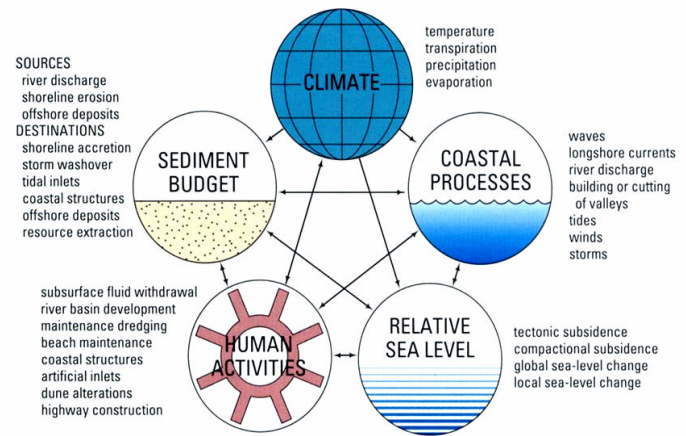 CLIMATE
temperature
transpiration
precipitation
evaporation
SOURCES
river discharge
shoreline erosion
offshore deposits
DESTINATIONS
shoreline accretion
storm washover
tidal inlets
coastal structures
offshore deposits
resource extraction
SEDIMENT
BUDGET
COASTAL
PROCESSES
waves
longshore currents
river discharge
building or cutting
of valleys
tides
winds
storms
subsurface fluid withdrawal
river basin development
maintenance dredging
beach maintenance
coastal structures
artificial inlets
dune alterations
highway construction
HUMAN
ACTIVITIES
RELATIVE
SEA LEVEL
tectonic subsidence
compactional subsidence
global sea-level change
local sea-level change